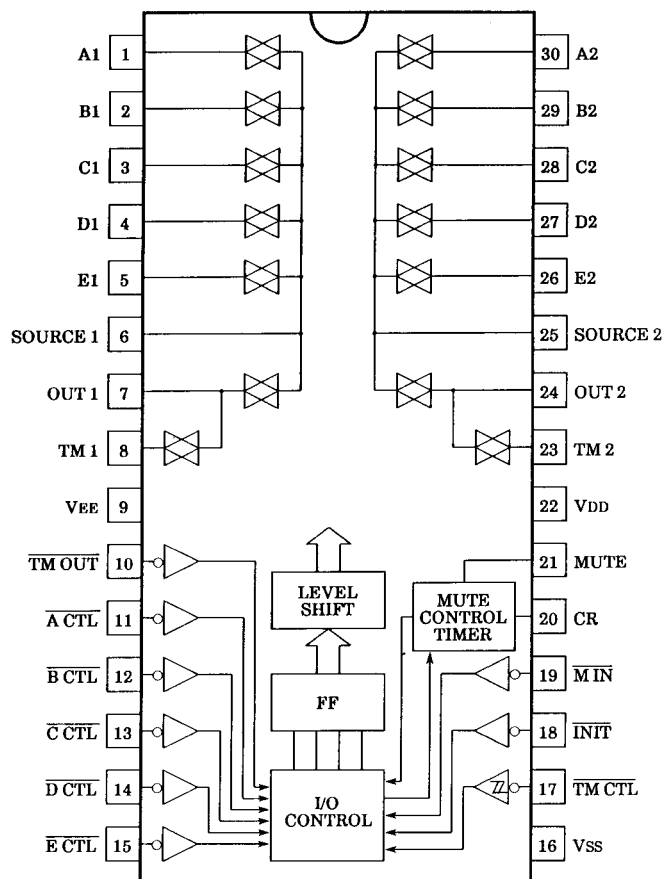 A1 1 30 A2
B1 2 29 B2
C1 3 28 C2
D1 4 27 D2
E1 5 26 E2
SOURCE 1 6 25 SOURCE 2
OUT 1 7 24 OUT 2
TM 1 8 23 TM 2
VEE 9 22 VDD
TM OUT 10 21 MUTE
LEVEL
SHIFT
MUTE
CONTROL
TIMER
A CTL 11 20 CR
B CTL 12 19 M IN
FF
C CTL 13 18 INIT
D CTL 14 17 TM CTL
I/O
CONTROL
E CTL 15 16 VSS